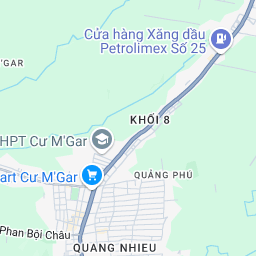 Cửa hàng Xăng dầu
Petrolimex Số 25
'GAR
KHỐI 8
HPT Cư M'Gar
art Cư M'Gar
QUẢNG PHÚ
Phan Bội Châu
QUANG NHIEU